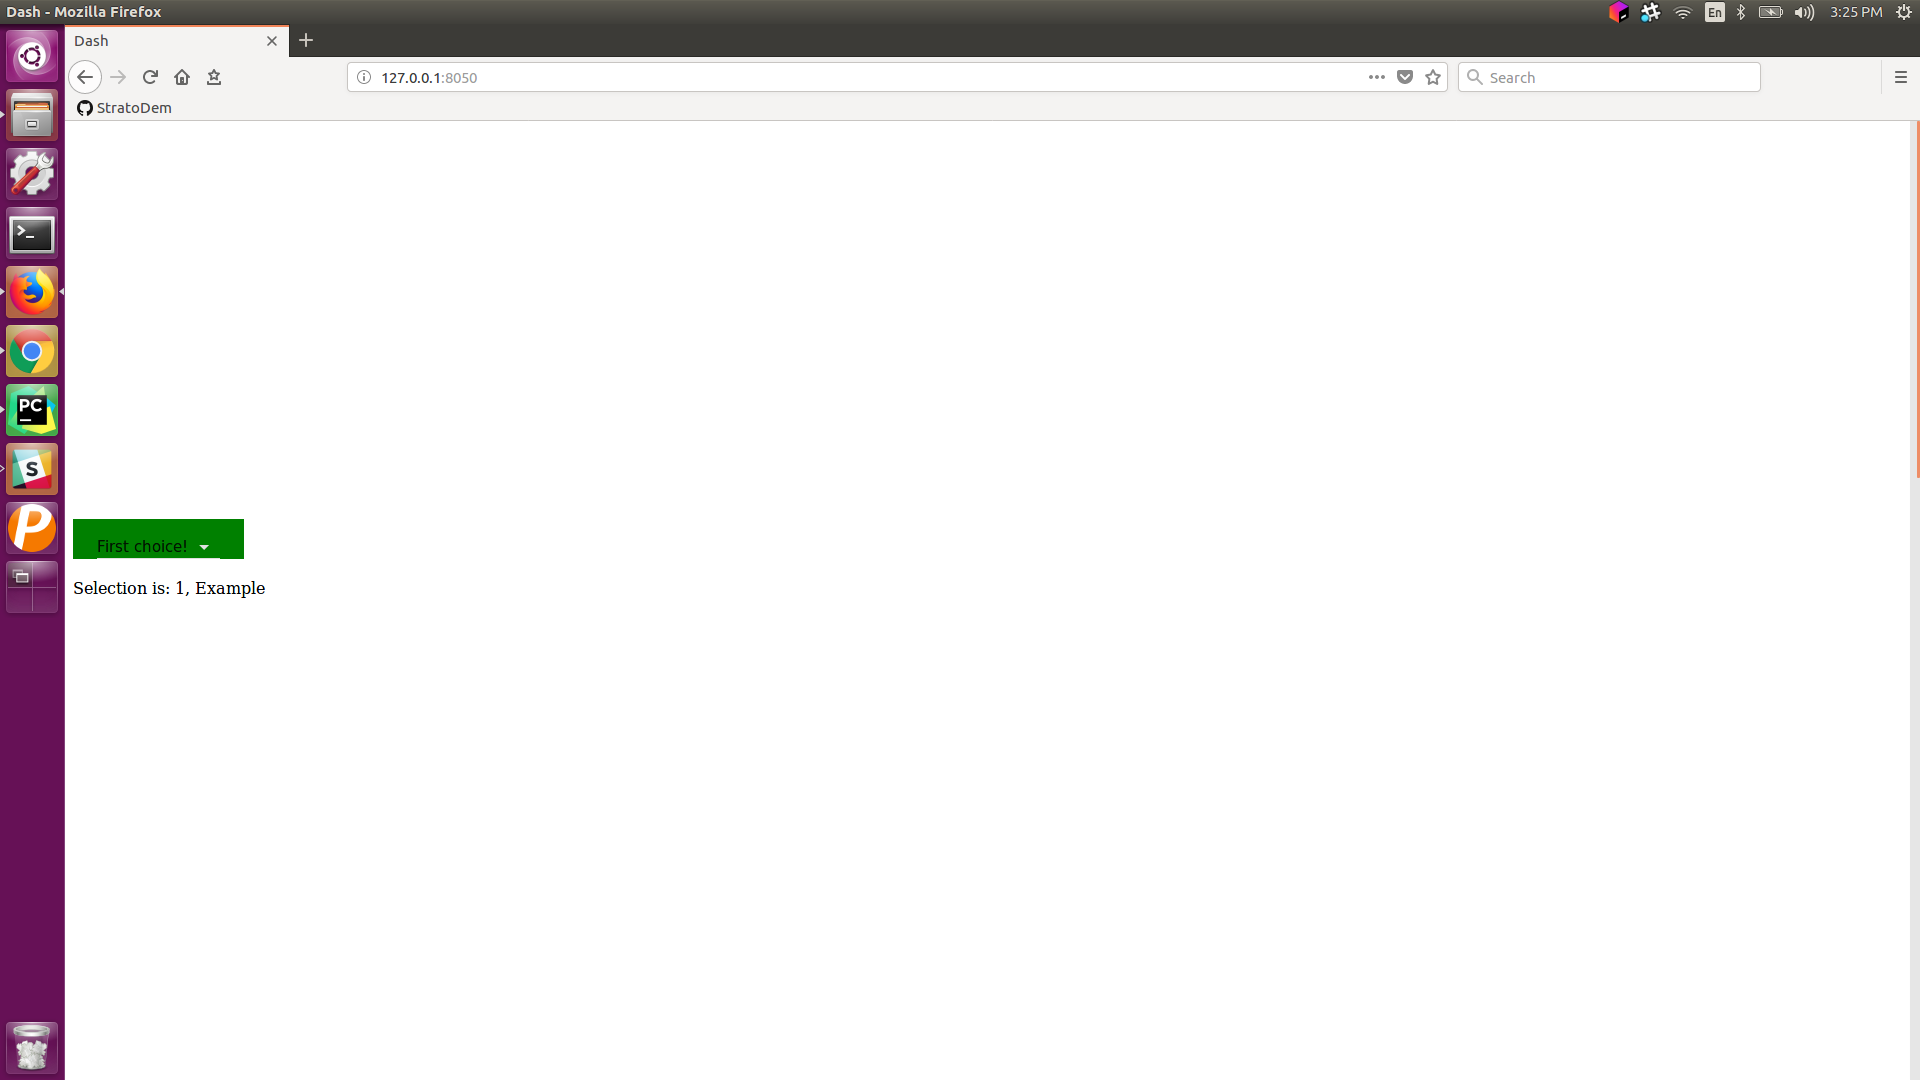 Dash - Mozilla Firefox
En
3:25 PM
Dash
127.0.0.1:8050
Search
StratoDem
PC
S
P
First choice!
Selection is: 1, Example